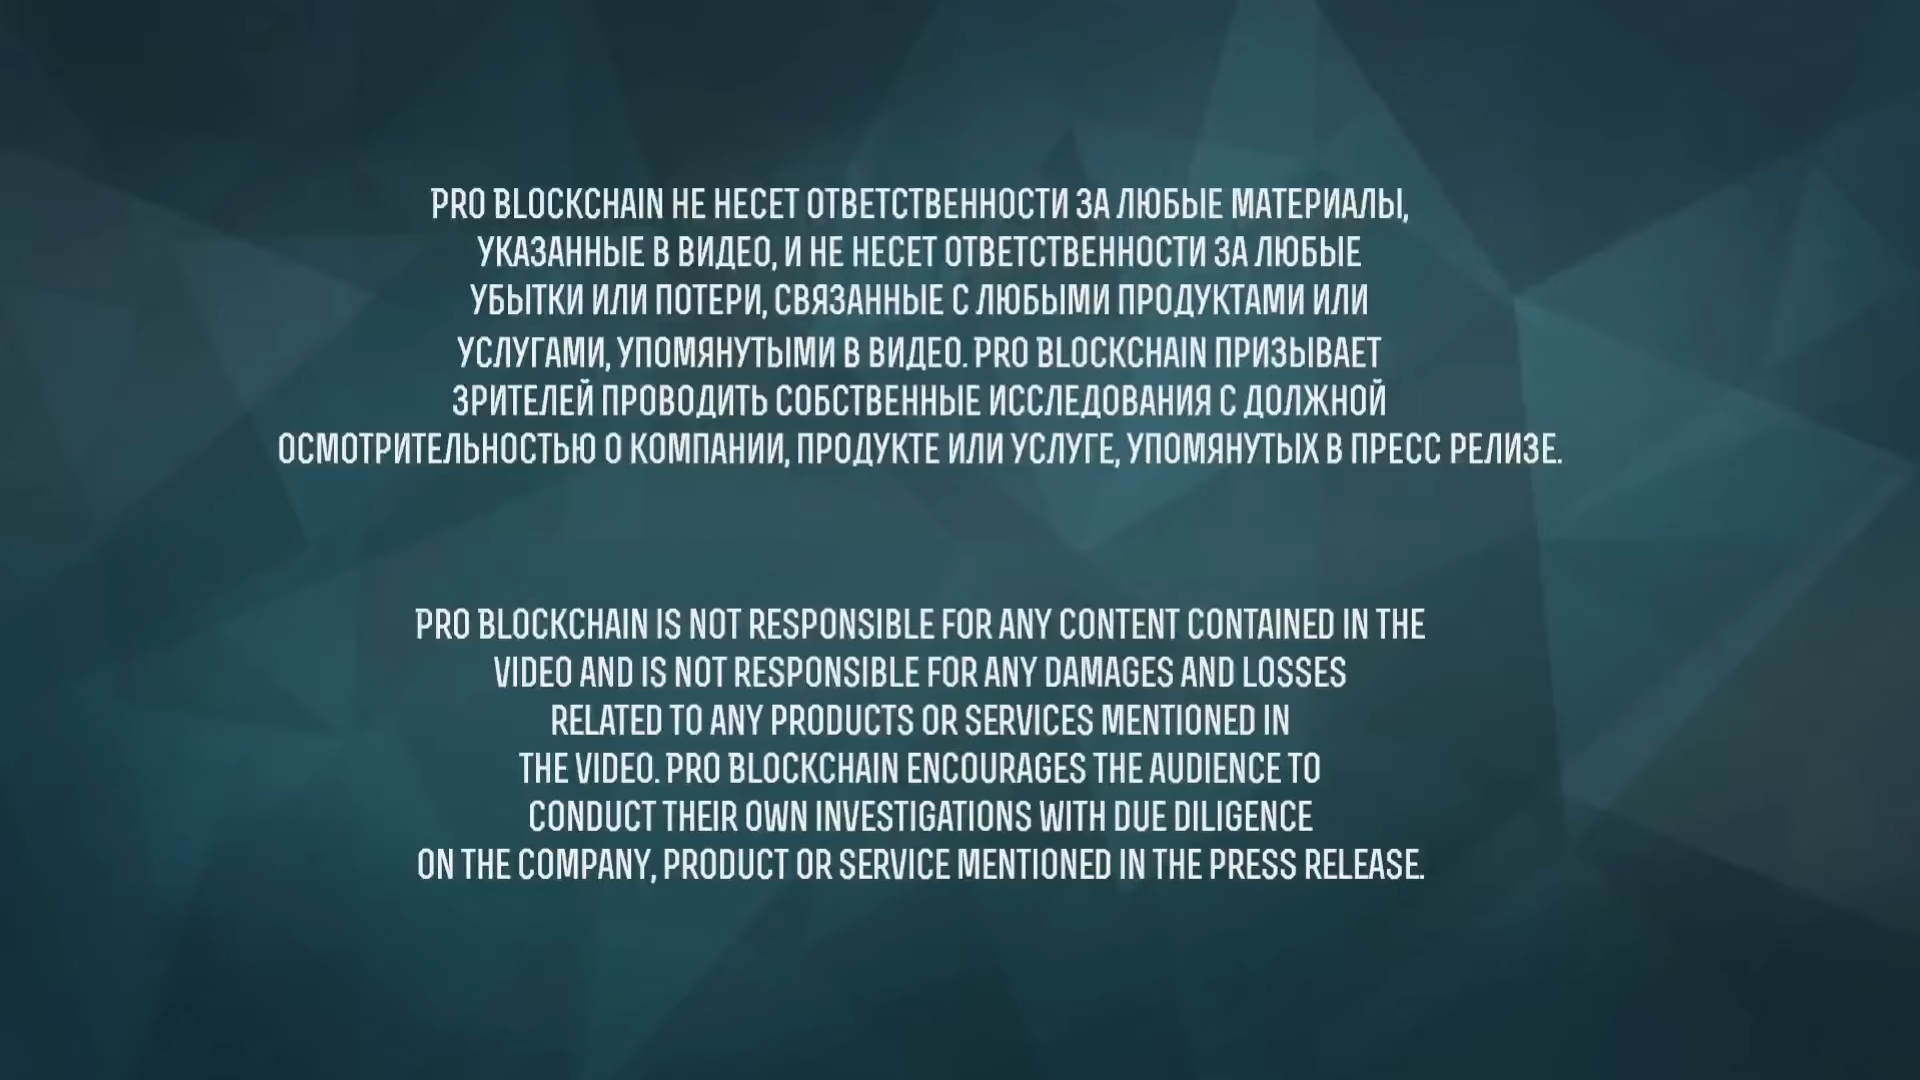 PRO BLOCKCHAIN НЕ НЕСЕТ ОТВЕТСТВЕННОСТИ ЗА ЛЮБЫЕ МАТЕРИАЛЫ,
УКАЗАННЫЕ В ВИДЕО, И НЕ НЕСЕТ ОТВЕТСТВЕННОСТИ ЗА ЛЮБЫЕ
УБЫТКИ ИЛИ ПОТЕРИ, СВЯЗАННЫЕ С ЛЮБЫМИ ПРОДУКТАМИ ИЛИ
УСЛУГАМИ, УПОМЯНУТЫМИ В ВИДЕО. PRO BLOCKCHAIN ПРИЗЫВАЕТ
ЗРИТЕЛЕЙ ПРОВОДИТЬ СОБСТВЕННЫЕ ИССЛЕДОВАНИЯ С ДОЛЖНОЙ
ОСМОТРИТЕЛЬНОСТЬЮ О КОМПАНИИ, ПРОДУКТЕ ИЛИ УСЛУГЕ, УПОМЯНУТЫХ В ПРЕСС РЕЛИЗЕ.
PRO BLOCKCHAIN IS NOT RESPONSIBLE FOR ANY CONTENT CONTAINED IN THE
VIDEO AND IS NOT RESPONSIBLE FOR ANY DAMAGES AND LOSSES
RELATED TO ANY PRODUCTS OR SERVICES MENTIONED IN
THE VIDEO. PRO BLOCKCHAIN ENCOURAGES THE AUDIENCE TO
CONDUCT THEIR OWN INVESTIGATIONS WITH DUE DILIGENCE
ON THE COMPANY, PRODUCT OR SERVICE MENTIONED IN THE PRESS RELEASE.